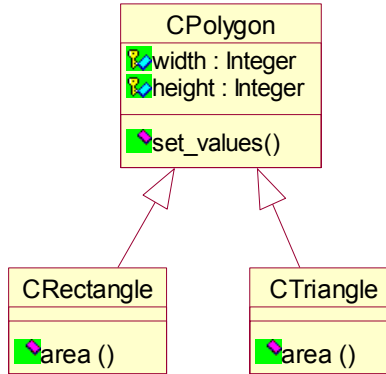 CPolygon
width : Integer
height : Integer
set_values()
CRectangle
area ()
CTriangle
area ()